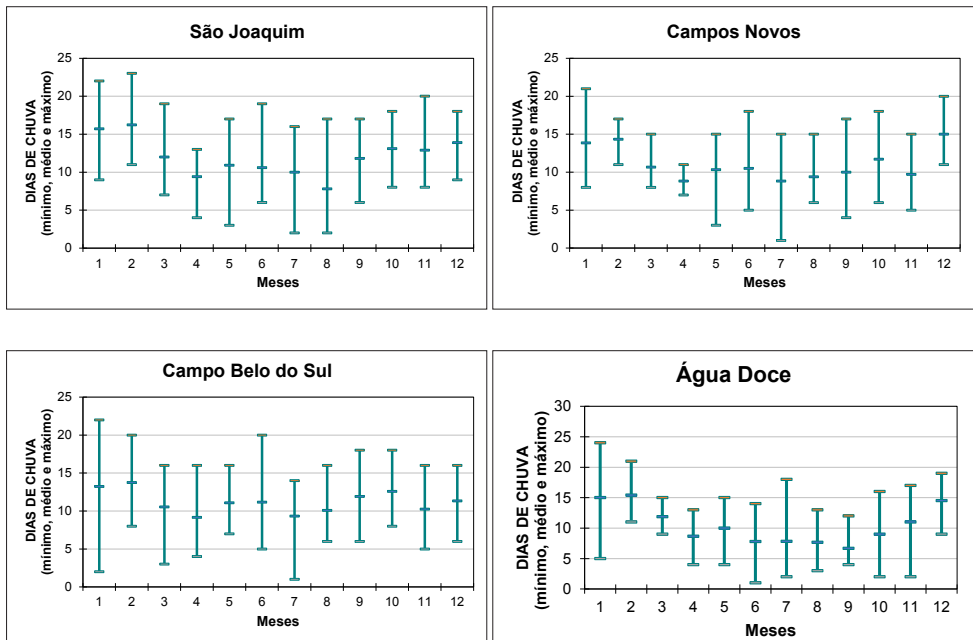 São Joaquim
DIAS DE CHUVA
(mínimo, médio e máximo)
25
20
15
10
5
0
1 2 3 4 5 6 7 8 9 10 11 12
Meses
Campos Novos
DIAS DE CHUVA
(mínimo, médio e máximo)
25
20
15
10
5
0
1 2 3 4 5 6 7 8 9 10 11 12
Meses
Campo Belo do Sul
DIAS DE CHUVA
(mínimo, médio e máximo)
25
20
15
10
5
0
1 2 3 4 5 6 7 8 9 10 11 12
Meses
Água Doce
DIAS DE CHUVA
(mínimo, médio e máximo)
30
25
20
15
10
5
0
1 2 3 4 5 6 7 8 9 10 11 12
Meses